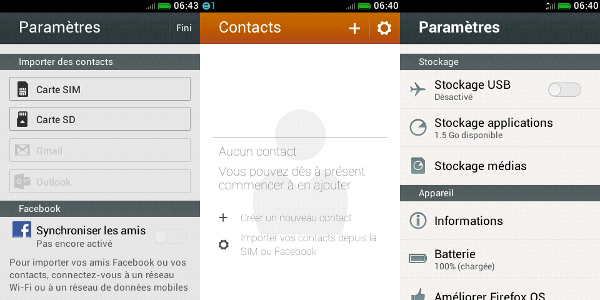 06:43
Paramètres
Fini
Importer des contacts
Carte SIM
Carte SD
Gmail
Outlook
Facebook
Synchroniser les amis
Pas encore activé
Pour importer vos amis Facebook ou vos
contacts, connectez-vous à un réseau
Wi-Fi ou à un réseau de données mobiles
1
06:40
Contacts
Aucun contact
Vous pouvez dès à présent
commencer à en ajouter
Créer un nouveau contact
Importer vos contacts depuis la
SIM ou Facebook
06:40
Paramètres
Stockage
Stockage USB
Désactivé
Stockage applications
1.5 Go disponible
Stockage médias
Appareil
Informations
Batterie
100% (chargée)
Améliorer Firefox OS